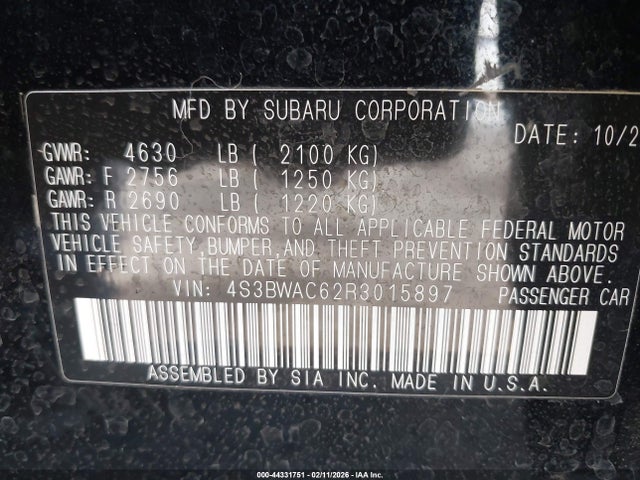 MFD BY SUBARU CORPORATION
DATE: 10/2
GVWR: 4630 LB ( 2100 KG)
GAWR: F 2756 LB ( 1250 KG)
GAWR: R 2690 LB ( 1220 KG)
THIS VEHICLE CONFORMS TO ALL APPLICABLE FEDERAL MOTOR
VEHICLE SAFETY, BUMPER, AND THEFT PREVENTION STANDARDS
IN EFFECT ON THE DATE OF MANUFACTURE SHOWN ABOVE.
VIN: 4S3BWAC62R3015897 PASSENGER CAR
ASSEMBLED BY SIA INC. MADE IN U.S.A.
000-44331751 - 02/11/2026 - IAA Inc.